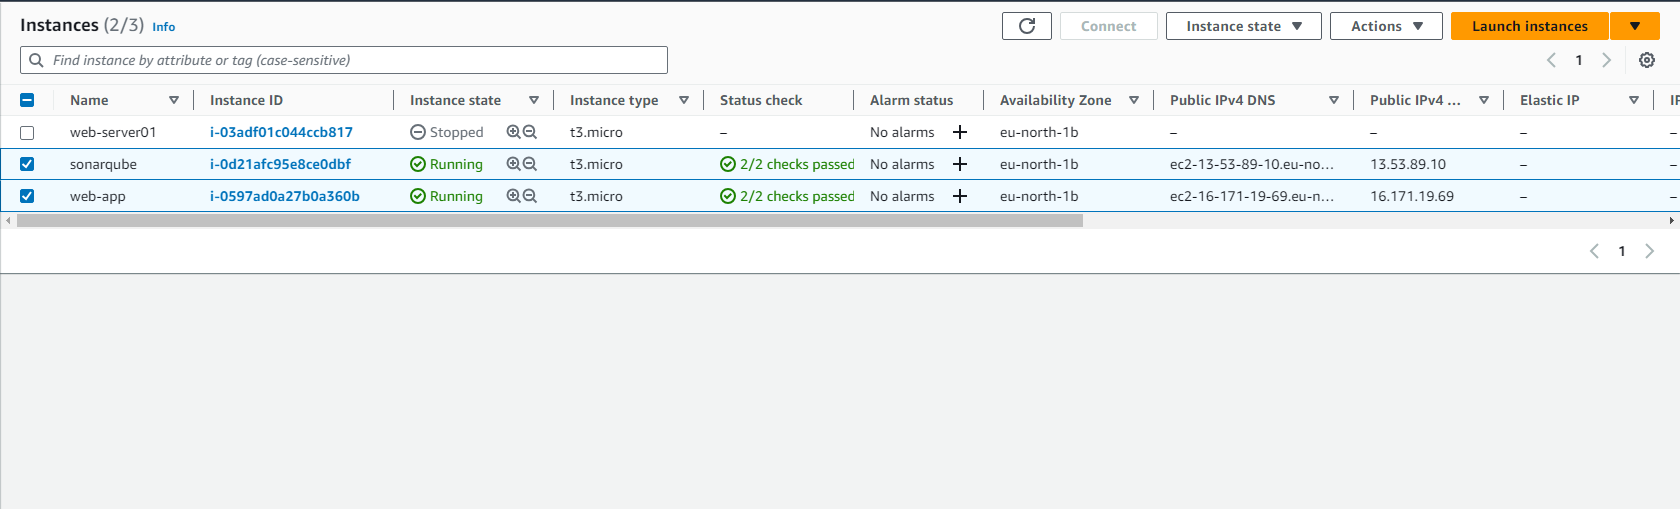 Instances (2/3) Info
Connect Instance state Actions Launch instances
Find instance by attribute or tag (case-sensitive)
1
Name Instance ID Instance state Instance type Status check Alarm status Availability Zone Public IPv4 DNS Public IPv4 ... Elastic IP
web-server01 i-03adf01c044ccb817 Stopped t3.micro – No alarms + eu-north-1b – – – –
sonarqube i-0d21afc95e8ce0dbf Running t3.micro 2/2 checks passed No alarms + eu-north-1b ec2-13-53-89-10.eu-no... 13.53.89.10 – –
web-app i-0597ad0a27b0a360b Running t3.micro 2/2 checks passed No alarms + eu-north-1b ec2-16-171-19-69.eu-n... 16.171.19.69 – –
1